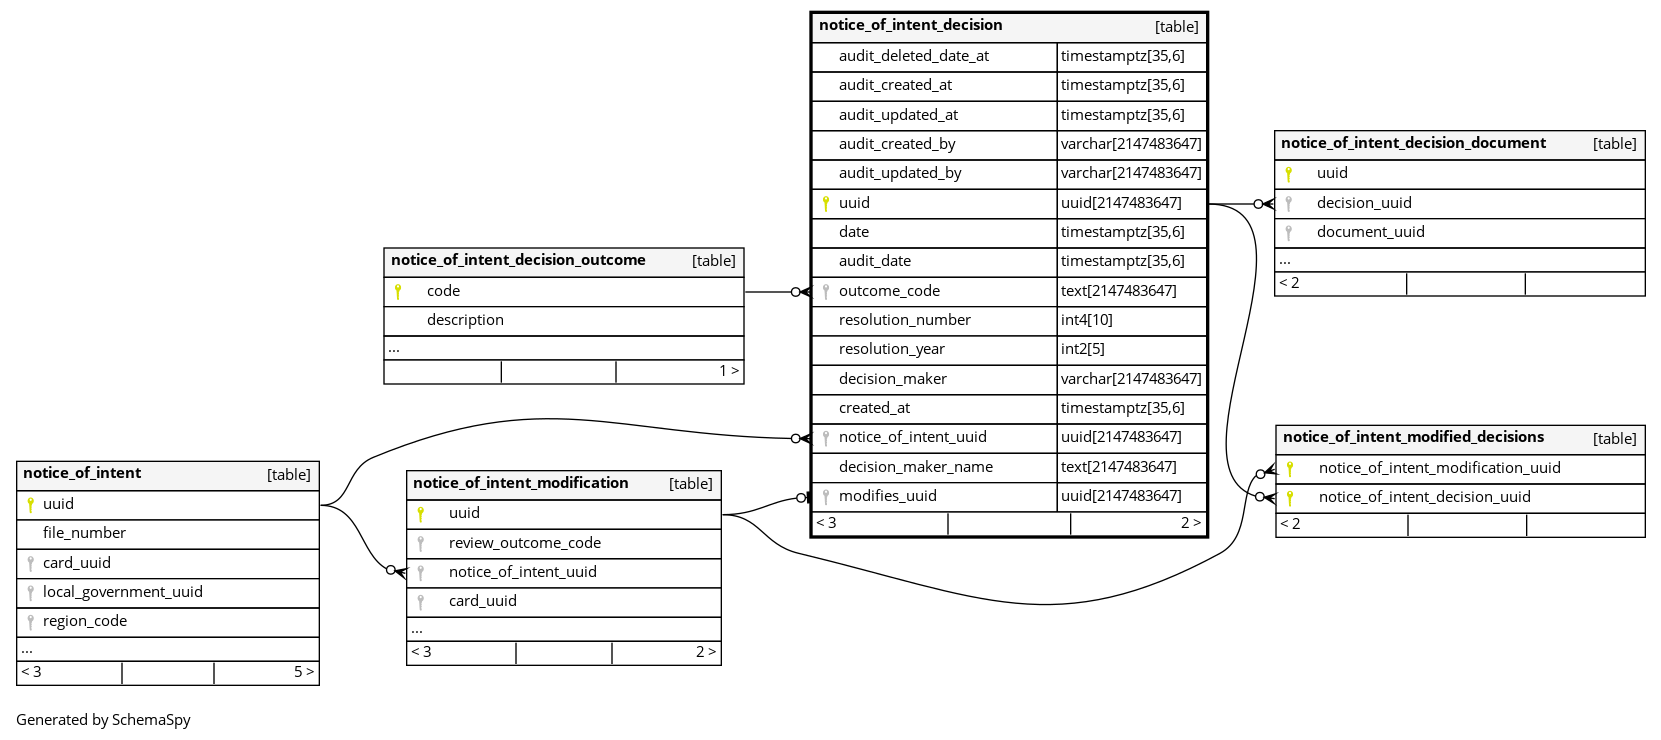 notice_of_intent_decision [table]
audit_deleted_date_at timestamptz[35,6]
audit_created_at timestamptz[35,6]
audit_updated_at timestamptz[35,6]
audit_created_by varchar[2147483647]
audit_updated_by varchar[2147483647]
uuid uuid[2147483647]
date timestamptz[35,6]
audit_date timestamptz[35,6]
outcome_code text[2147483647]
resolution_number int4[10]
resolution_year int2[5]
decision_maker varchar[2147483647]
created_at timestamptz[35,6]
notice_of_intent_uuid uuid[2147483647]
decision_maker_name text[2147483647]
modifies_uuid uuid[2147483647]
< 3 2 >
notice_of_intent_decision_document [table]
uuid
decision_uuid
document_uuid
...
< 2
notice_of_intent_decision_outcome [table]
code
description
...
1 >
notice_of_intent_modified_decisions [table]
notice_of_intent_modification_uuid
notice_of_intent_decision_uuid
< 2
notice_of_intent [table]
uuid
file_number
card_uuid
local_government_uuid
region_code
...
< 3 5 >
notice_of_intent_modification [table]
uuid
review_outcome_code
notice_of_intent_uuid
card_uuid
...
< 3 2 >
Generated by SchemaSpy